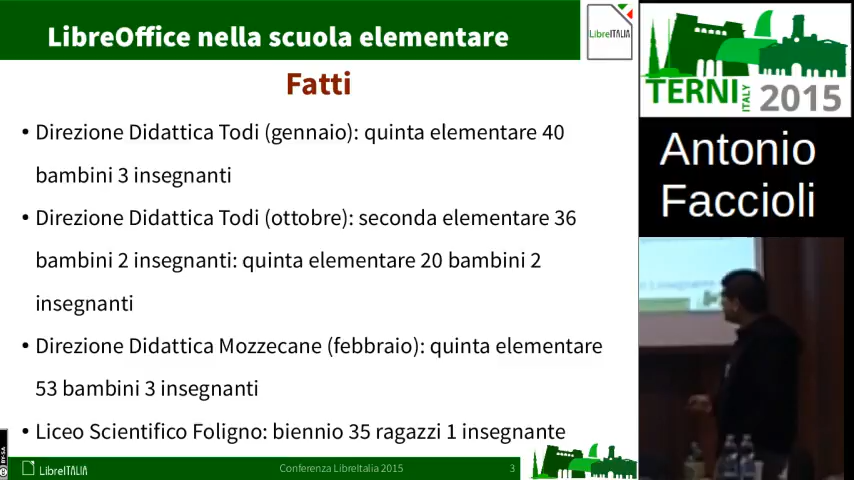 LibreOffice nella scuola elementare
LibreITALIA
Fatti
• Direzione Didattica Todi (gennaio): quinta elementare 40
bambini 3 insegnanti
• Direzione Didattica Todi (ottobre): seconda elementare 36
bambini 2 insegnanti: quinta elementare 20 bambini 2
insegnanti
• Direzione Didattica Mozzecane (febbraio): quinta elementare
53 bambini 3 insegnanti
• Liceo Scientifico Foligno: biennio 35 ragazzi 1 insegnante
BY-SA
LibreITALIA
Conferenza LibreItalia 2015
3
TERNI
ITALY
2015
Antonio
Faccioli